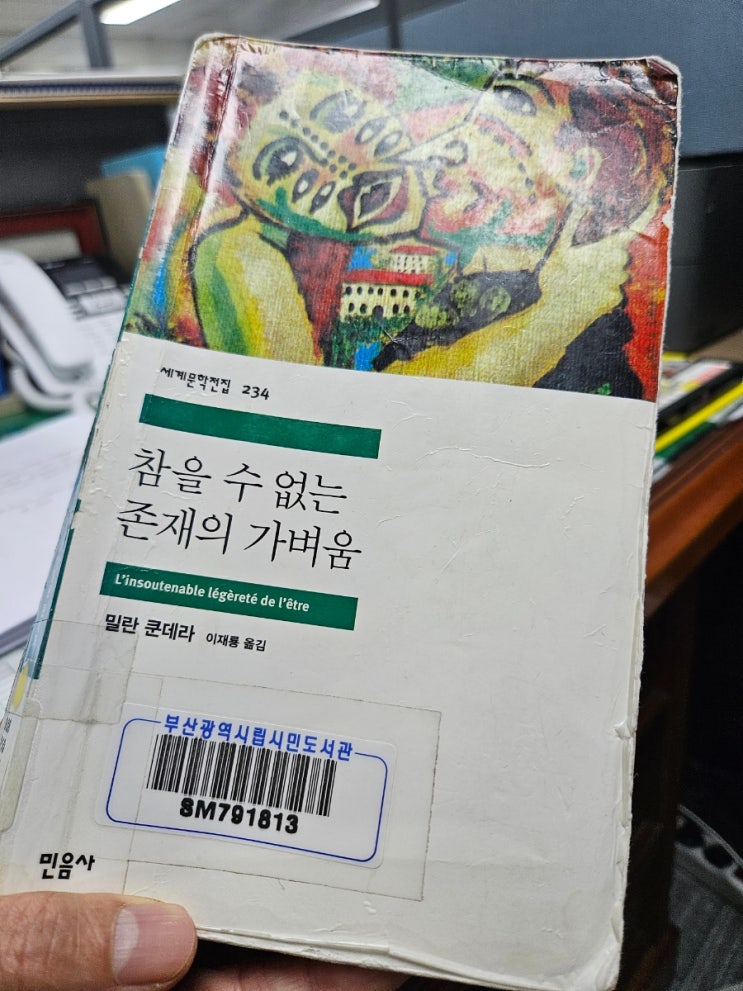 세계문학전집 234
참을 수 없는
존재의 가벼움
L'insoutenable légèreté de l'être
밀란 쿤데라 이재룡 옮김
부산광역시립시민도서관
SM791813
민음사